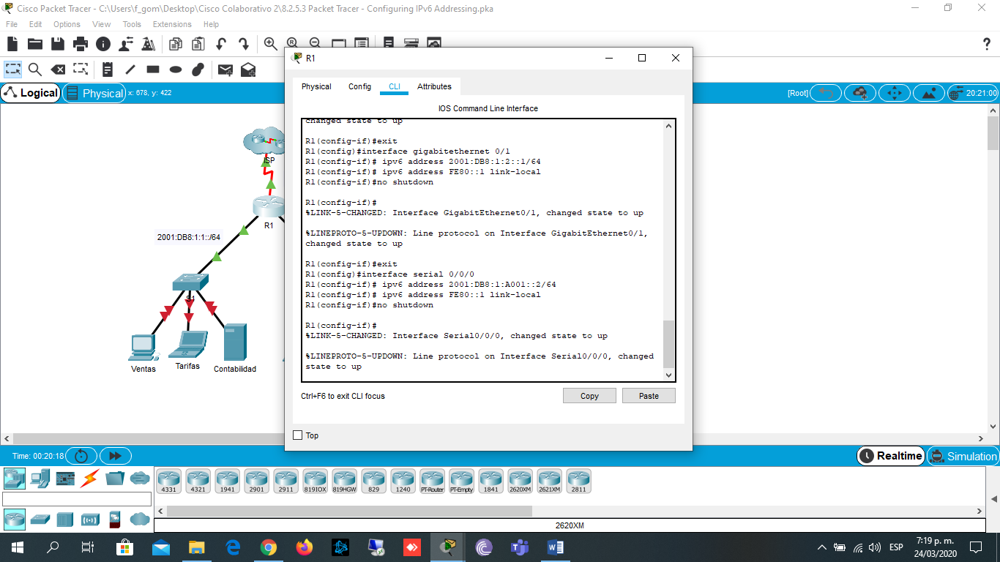 Cisco Packet Tracer - C:\Users\f_gom\Desktop\Cisco Colaborativo 2\8.2.5.3 Packet Tracer - Configuring IPv6 Addressing.pka
File Edit Options View Tools Extensions Help
Logical
Physical
x: 678, y: 422
[Root]
20:21:00
ISP
R1
2001:DB8:1:1::/64
Ventas
Tarifas
Contabilidad
R1
Physical Config CLI Attributes
IOS Command Line Interface
changed state to up
R1(config-if)#exit
R1(config)#interface gigabitethernet 0/1
R1(config-if)# ipv6 address 2001:DB8:1:2::1/64
R1(config-if)# ipv6 address FE80::1 link-local
R1(config-if)#no shutdown
R1(config-if)#
%LINK-5-CHANGED: Interface GigabitEthernet0/1, changed state to up
%LINEPROTO-5-UPDOWN: Line protocol on Interface GigabitEthernet0/1,
changed state to up
R1(config-if)#exit
R1(config)#interface serial 0/0/0
R1(config-if)# ipv6 address 2001:DB8:1:A001::2/64
R1(config-if)# ipv6 address FE80::1 link-local
R1(config-if)#no shutdown
R1(config-if)#
%LINK-5-CHANGED: Interface Serial0/0/0, changed state to up
%LINEPROTO-5-UPDOWN: Line protocol on Interface Serial0/0/0, changed
state to up
Ctrl+F6 to exit CLI focus
Copy
Paste
Top
Time: 00:20:18
Realtime
Simulation
4331 4321 1941 2901 2911 819IOX 819HGW 829 1240 PT-Router PT-Empty 1841 2620XM 2621XM 2811
2620XM
ESP
7:19 p. m.
24/03/2020